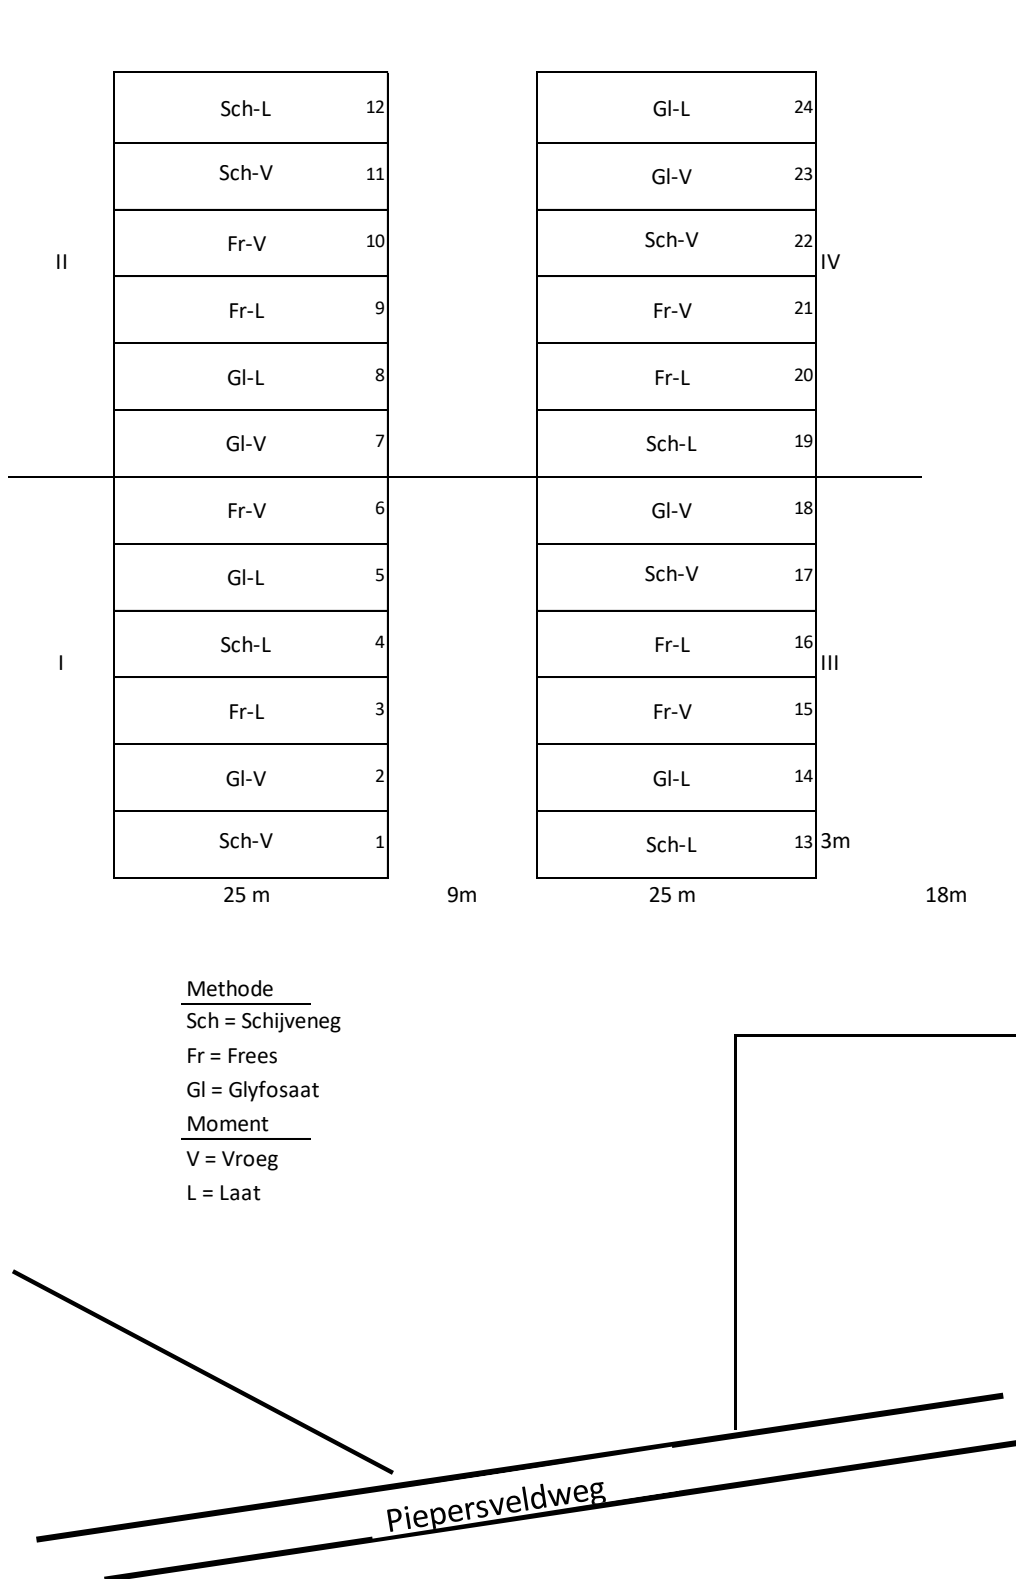 Sch-L 12 Gl-L 24
Sch-V 11 Gl-V 23
Fr-V 10 Sch-V 22
II IV
Fr-L 9 Fr-V 21
Gl-L 8 Fr-L 20
Gl-V 7 Sch-L 19
Fr-V 6 Gl-V 18
Gl-L 5 Sch-V 17
Sch-L 4 Fr-L 16
I III
Fr-L 3 Fr-V 15
Gl-V 2 Gl-L 14
Sch-V 1 Sch-L 13 3m
25 m 9m 25 m 18m
Methode
Sch = Schijveneg
Fr = Frees
Gl = Glyfosaat
Moment
V = Vroeg
L = Laat
Piepersveldweg